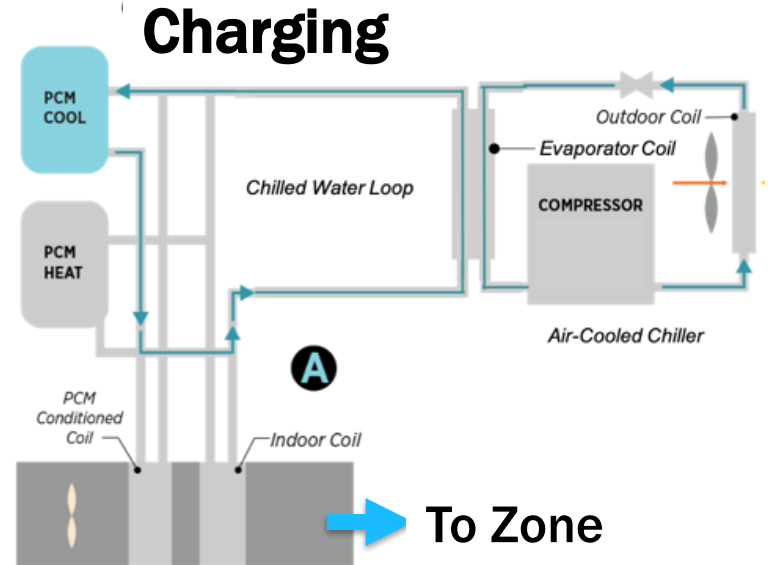 Charging
PCM
COOL
Outdoor Coil
Evaporator Coil
Chilled Water Loop
COMPRESSOR
PCM
HEAT
Air-Cooled Chiller
A
PCM
Conditioned
Coil
Indoor Coil
To Zone